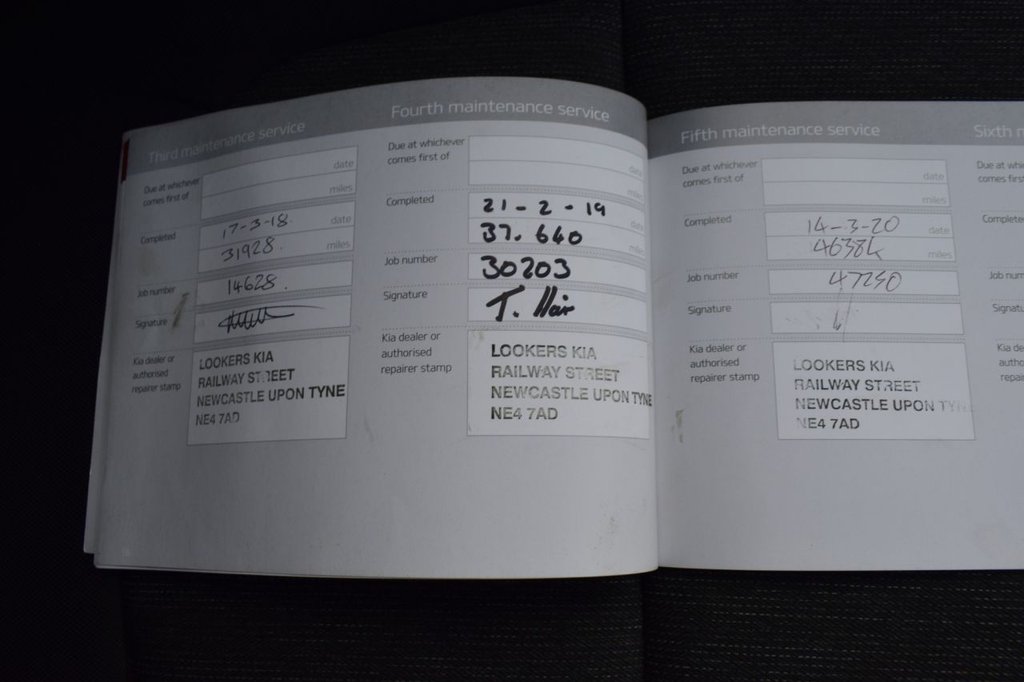 Third maintenance service
Due at whichever
comes first of
date
miles
Completed
17-3-18.
date
31928.
miles
Job number
14628.
Signature
Kia dealer or
authorised
repairer stamp
LOOKERS KIA
RAILWAY STREET
NEWCASTLE UPON TYNE
NE4 7AD
Fourth maintenance service
Due at whichever
comes first of
date
miles
Completed
21-2-19
date
37.640
miles
Job number
30203
Signature
Kia dealer or
authorised
repairer stamp
LOOKERS KIA
RAILWAY STREET
NEWCASTLE UPON TYNE
NE4 7AD
Fifth maintenance service
Due at whichever
comes first of
date
miles
Completed
14-3-20
date
miles
Job number
47250
Signature
Kia dealer or
authorised
repairer stamp
LOOKERS KIA
RAILWAY STREET
NEWCASTLE UPON TYNE
NE4 7AD
Sixth
Due at
comes